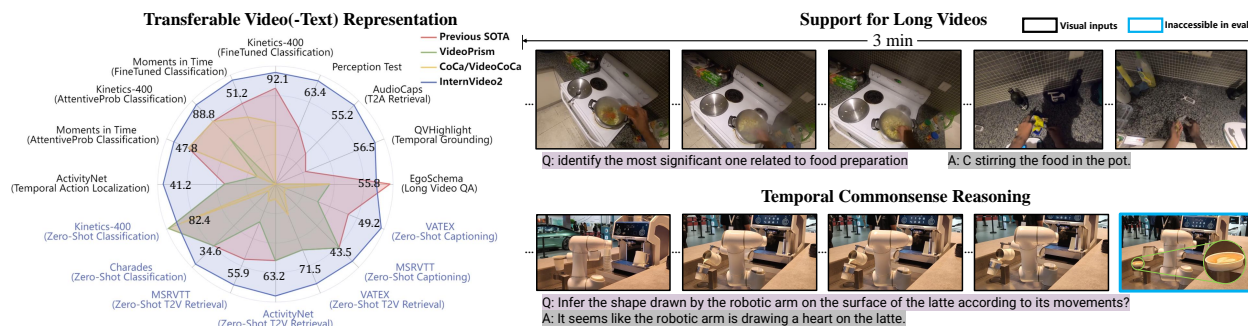 Transferable Video(-Text) Representation
Previous SOTA
VideoPrism
CoCa/VideoCoCa
InternVideo2
Kinetics-400
(FineTuned Classification)
92.1
Perception Test
63.4
AudioCaps
(T2A Retrieval)
55.2
QVHighlight
(Temporal Grounding)
56.5
EgoSchema
(Long Video QA)
55.8
VATEX
(Zero-Shot Captioning)
49.2
MSRVTT
(Zero-Shot Captioning)
43.5
VATEX
(Zero-Shot T2V Retrieval)
71.5
ActivityNet
(Zero-Shot T2V Retrieval)
63.2
MSRVTT
(Zero-Shot T2V Retrieval)
55.9
Charades
(Zero-Shot Classification)
34.6
Kinetics-400
(Zero-Shot Classification)
82.4
ActivityNet
(Temporal Action Localization)
41.2
Moments in Time
(AttentiveProb Classification)
47.8
Kinetics-400
(AttentiveProb Classification)
88.8
Moments in Time
(FineTuned Classification)
51.2
Support for Long Videos
Visual inputs
Inaccessible in eval
3 min
...
...
...
...
...
...
Q: identify the most significant one related to food preparation
A: C stirring the food in the pot.
Temporal Commonsense Reasoning
...
...
...
...
Q: Infer the shape drawn by the robotic arm on the surface of the latte according to its movements?
A: It seems like the robotic arm is drawing a heart on the latte.